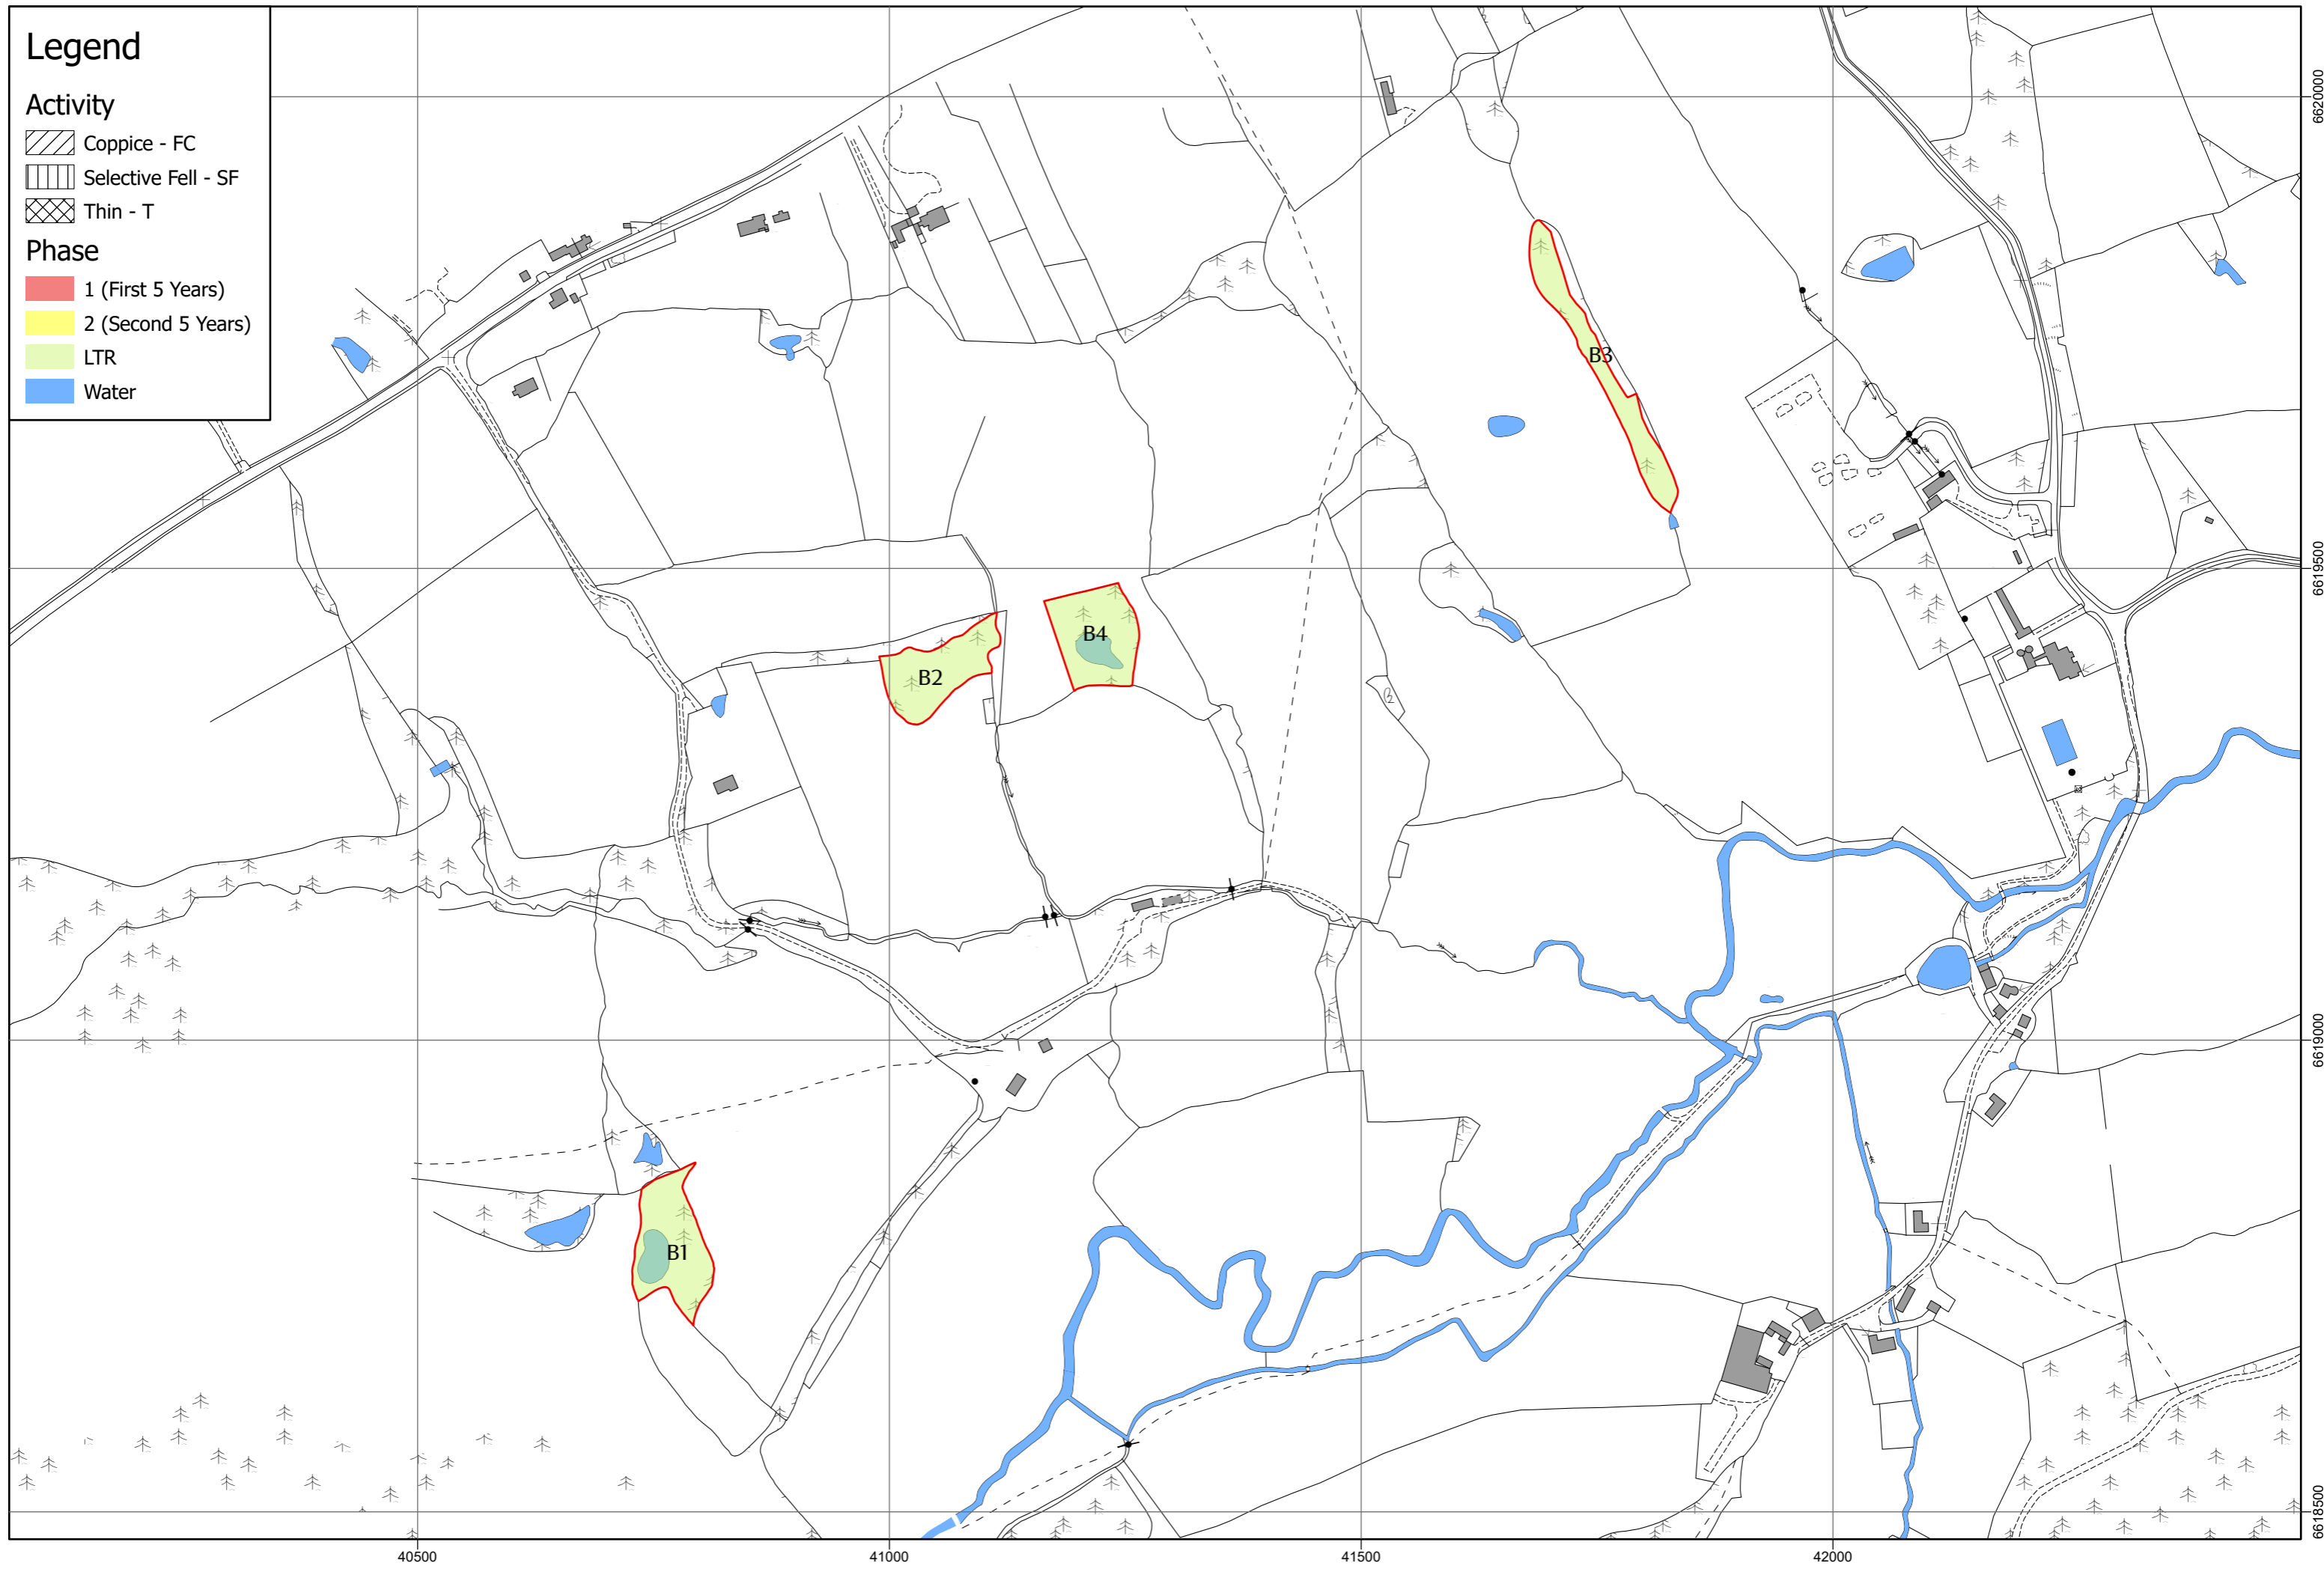 Legend
Activity
Coppice - FC
Selective Fell - SF
Thin - T
Phase
1 (First 5 Years)
2 (Second 5 Years)
LTR
Water
B3
B4
B2
B1
6620000
6619500
6619000
6618500
40500
41000
41500
42000